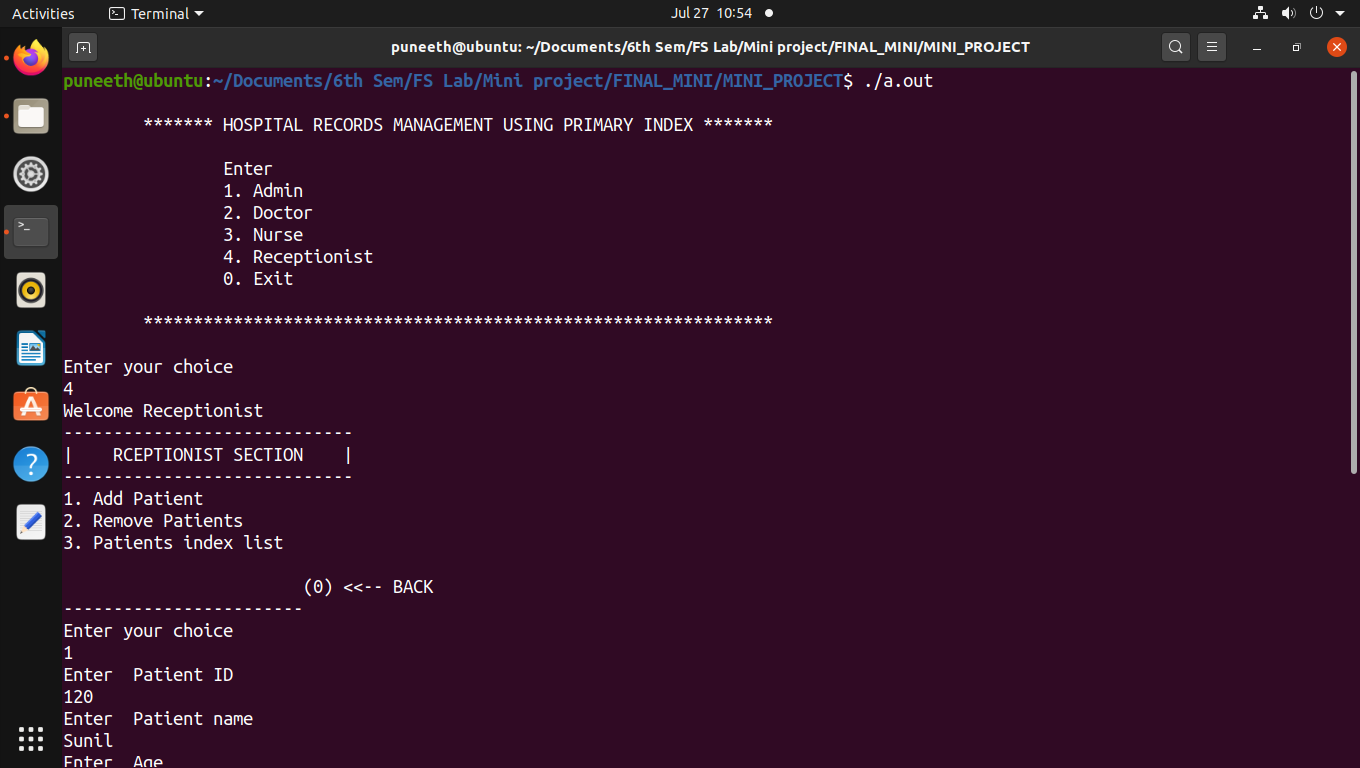 Activities
Terminal
Jul 27 10:54
puneeth@ubuntu: ~/Documents/6th Sem/FS Lab/Mini project/FINAL_MINI/MINI_PROJECT
puneeth@ubuntu:~/Documents/6th Sem/FS Lab/Mini project/FINAL_MINI/MINI_PROJECT$ ./a.out
******* HOSPITAL RECORDS MANAGEMENT USING PRIMARY INDEX *******
Enter
1. Admin
2. Doctor
3. Nurse
4. Receptionist
0. Exit
***************************************************************
Enter your choice
4
Welcome Receptionist
-----------------------------
|    RCEPTIONIST SECTION    |
-----------------------------
1. Add Patient
2. Remove Patients
3. Patients index list
(0) <<-- BACK
------------------------
Enter your choice
1
Enter  Patient ID
120
Enter  Patient name
Sunil
Enter  Age